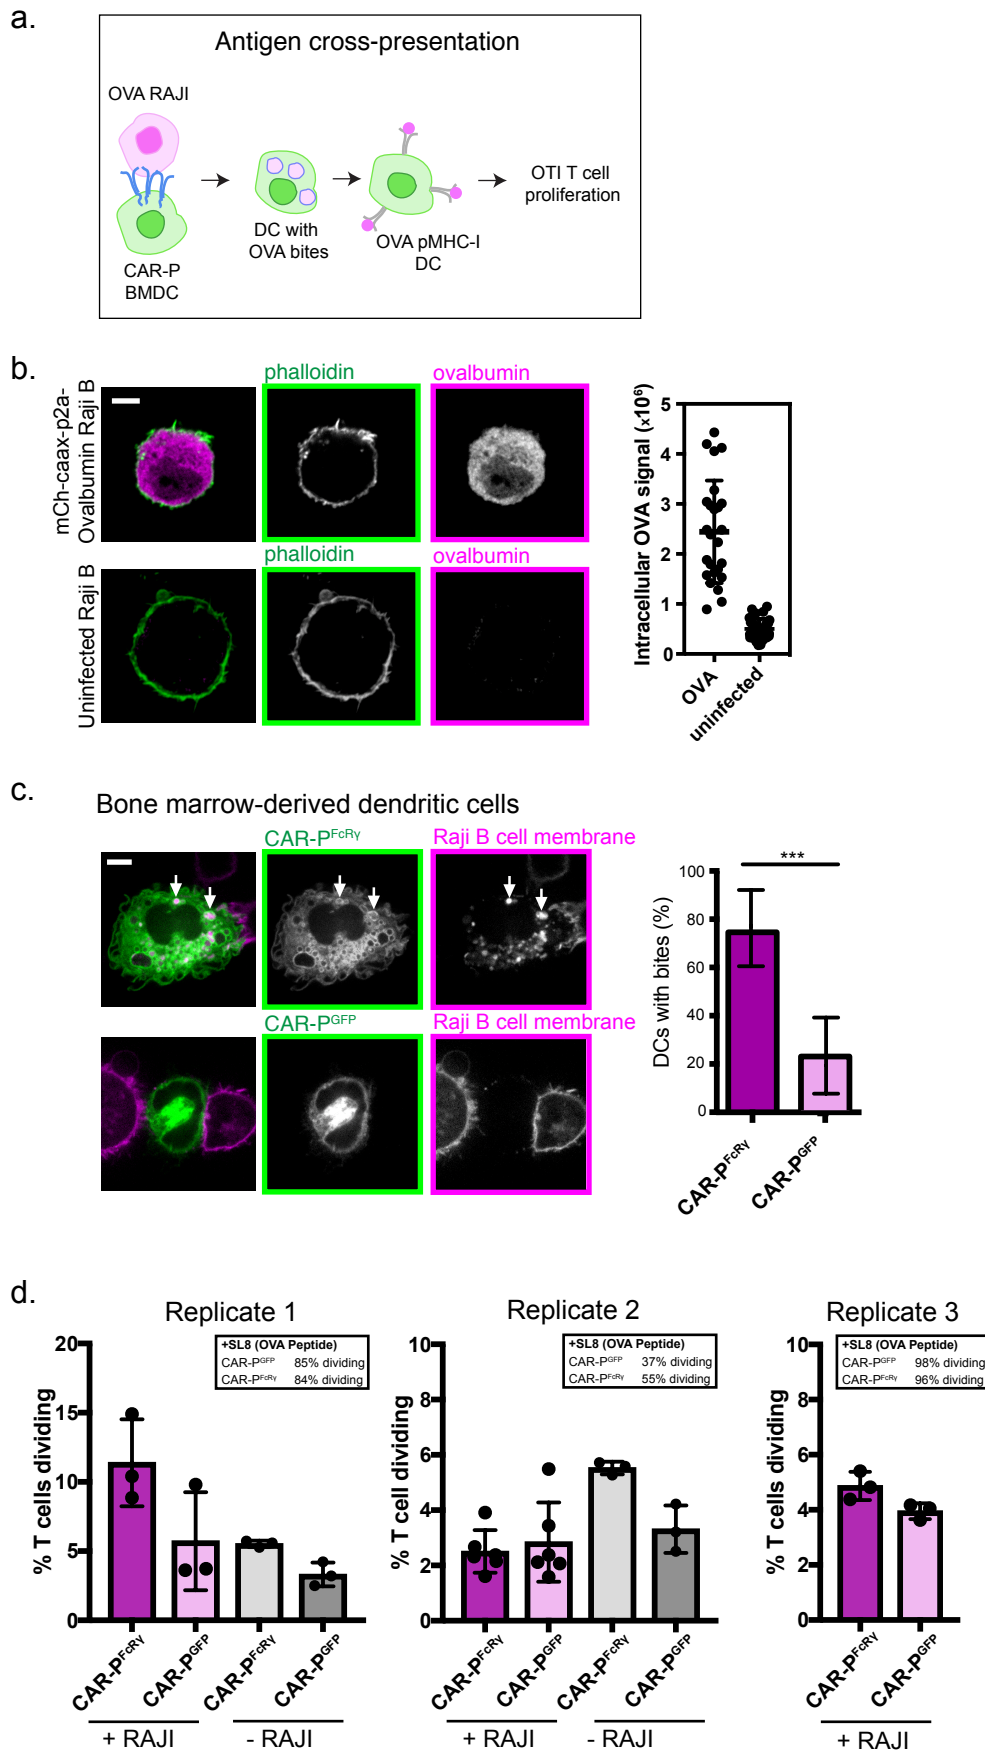 a.
Antigen cross-presentation
OVA RAJI
CAR-P
BMDC
DC with
OVA bites
OVA pMHC-I
DC
OTI T cell
proliferation
b.
mCh-caax-p2a-
Ovalbumin Raji B
phalloidin
ovalbumin
Uninfected Raji B
phalloidin
ovalbumin
Intracellular OVA signal (x10⁶)
5
4
3
2
1
0
OVA
uninfected
c.
Bone marrow-derived dendritic cells
CAR-P^FcRγ
Raji B cell membrane
CAR-P^GFP
Raji B cell membrane
***
DCs with bites (%)
100
80
60
40
20
0
CAR-P^FcRγ
CAR-P^GFP
d.
Replicate 1
% T cells dividing
20
15
10
5
0
+SL8 (OVA Peptide)
CAR-P^GFP 85% dividing
CAR-P^FcRγ 84% dividing
CAR-P^FcRγ
CAR-P^GFP
CAR-P^FcRγ
CAR-P^GFP
+ RAJI
- RAJI
Replicate 2
% T cell dividing
10
8
6
4
2
0
+SL8 (OVA Peptide)
CAR-P^GFP 37% dividing
CAR-P^FcRγ 55% dividing
CAR-P^FcRγ
CAR-P^GFP
CAR-P^FcRγ
CAR-P^GFP
+ RAJI
- RAJI
Replicate 3
% T cells dividing
10
8
6
4
2
0
+SL8 (OVA Peptide)
CAR-P^GFP 98% dividing
CAR-P^FcRγ 96% dividing
CAR-P^FcRγ
CAR-P^GFP
+ RAJI